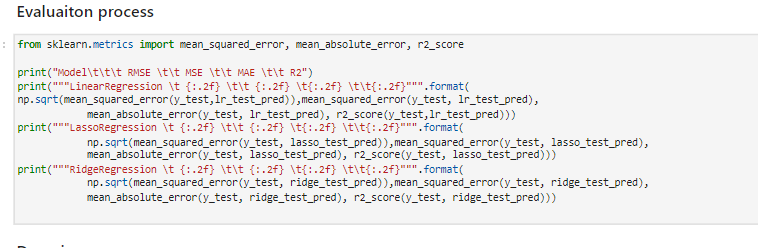 Evaluaiton process
: from sklearn.metrics import mean_squared_error, mean_absolute_error, r2_score
print("Model\t\t\t RMSE \t\t MSE \t\t MAE \t\t R2")
print("""LinearRegression \t {:.2f} \t\t {:.2f} \t{:.2f} \t\t{:.2f}""".format(
np.sqrt(mean_squared_error(y_test,lr_test_pred)),mean_squared_error(y_test, lr_test_pred),
mean_absolute_error(y_test, lr_test_pred), r2_score(y_test,lr_test_pred)))
print("""LassoRegression \t {:.2f} \t\t {:.2f} \t{:.2f} \t\t{:.2f}""".format(
np.sqrt(mean_squared_error(y_test, lasso_test_pred)),mean_squared_error(y_test, lasso_test_pred),
mean_absolute_error(y_test, lasso_test_pred), r2_score(y_test, lasso_test_pred)))
print("""RidgeRegression \t {:.2f} \t\t {:.2f} \t{:.2f} \t\t{:.2f}""".format(
np.sqrt(mean_squared_error(y_test, ridge_test_pred)),mean_squared_error(y_test, ridge_test_pred),
mean_absolute_error(y_test, ridge_test_pred), r2_score(y_test, ridge_test_pred)))